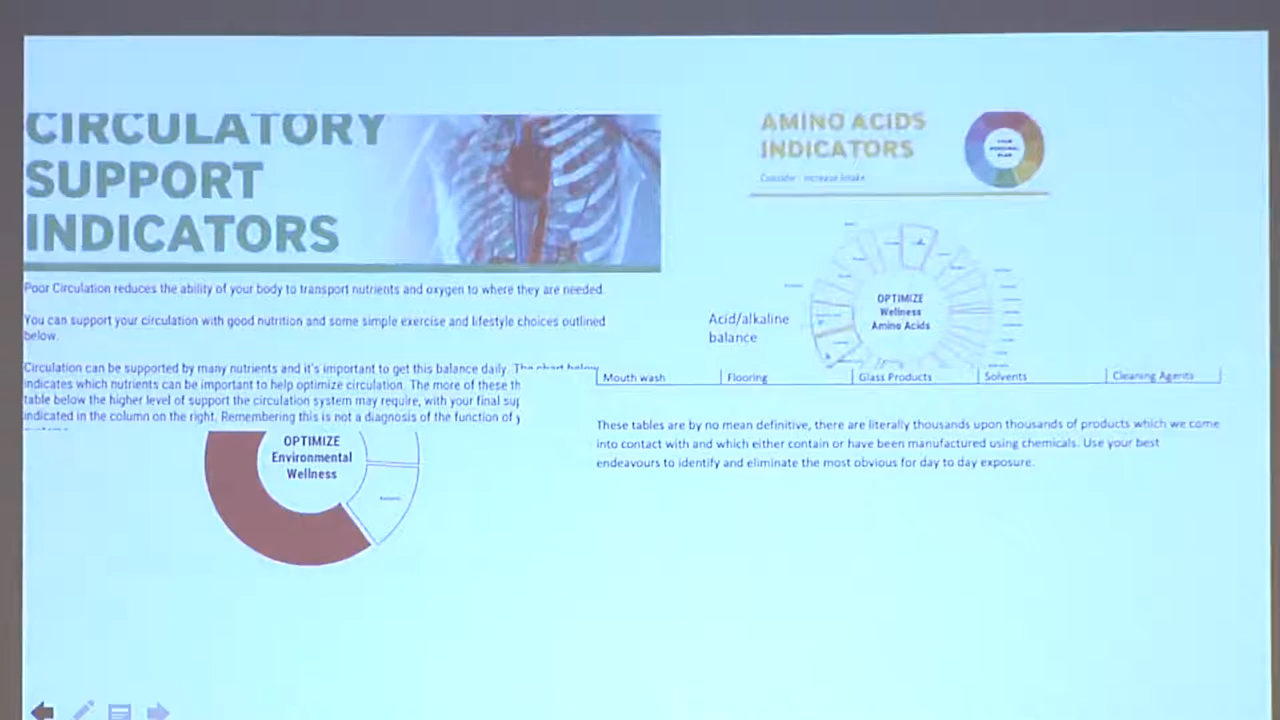 CIRCULATORY
SUPPORT
INDICATORS
Poor Circulation reduces the ability of your body to transport nutrients and oxygen to where they are needed.
You can support your circulation with good nutrition and some simple exercise and lifestyle choices outlined
below.
Circulation can be supported by many nutrients and it's important to get this balance daily. The chart below
indicates which nutrients can be important to help optimize circulation. The more of these th
table below the higher level of support the circulation system may require, with your final sup
indicated in the column on the right. Remembering this is not a diagnosis of the function of y
OPTIMIZE
Environmental
Wellness
AMINO ACIDS
INDICATORS
Consider : increase intake
YOUR
PERSONAL
PLAN
OPTIMIZE
Wellness
Amino Acids
Acid/alkaline
balance
Mouth wash Flooring Glass Products Solvents Cleaning Agents
These tables are by no mean definitive, there are literally thousands upon thousands of products which we come
into contact with and which either contain or have been manufactured using chemicals. Use your best
endeavours to identify and eliminate the most obvious for day to day exposure.